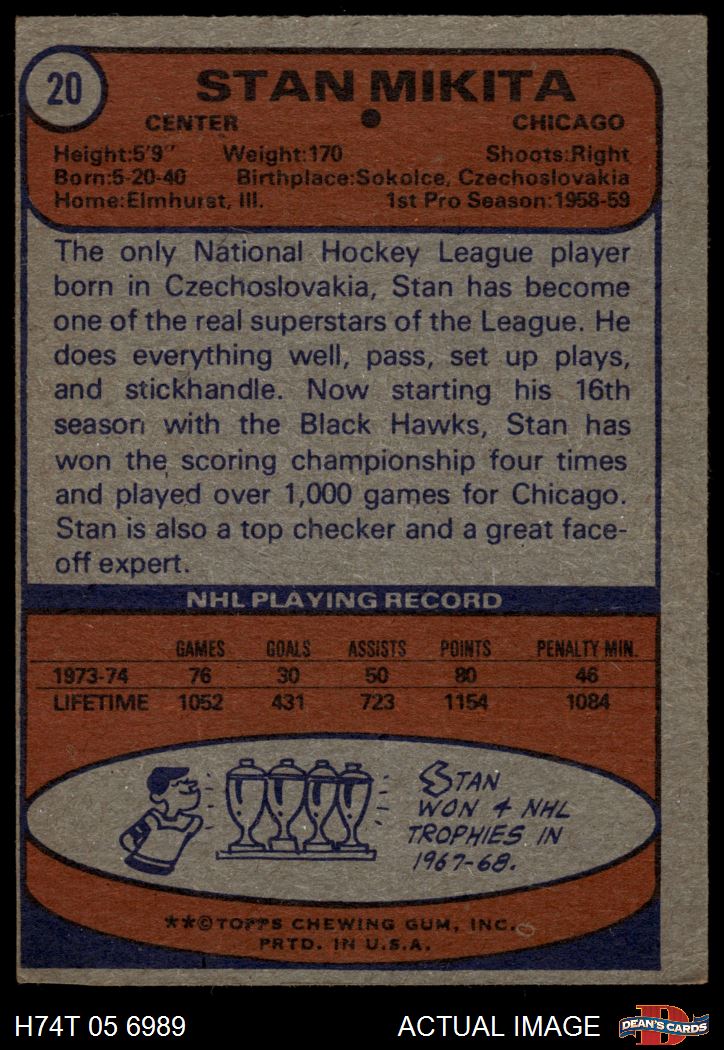 20
STAN MIKITA
CENTER CHICAGO
Height:5'9" Weight:170 Shoots:Right
Born:5-20-40 Birthplace:Sokolce, Czechoslovakia
Home:Elmhurst, Ill. 1st Pro Season:1958-59
The only National Hockey League player
born in Czechoslovakia, Stan has become
one of the real superstars of the League. He
does everything well, pass, set up plays,
and stickhandle. Now starting his 16th
season with the Black Hawks, Stan has
won the scoring championship four times
and played over 1,000 games for Chicago.
Stan is also a top checker and a great face-
off expert.
NHL PLAYING RECORD
GAMES GOALS ASSISTS POINTS PENALTY MIN.
1973-74 76 30 50 80 46
LIFETIME 1052 431 723 1154 1084
STAN
WON 4 NHL
TROPHIES IN
1967-68.
**©TOPPS CHEWING GUM, INC.
PRTD. IN U.S.A.
H74T 05 6989 ACTUAL IMAGE
D
DEAN'S CARDS